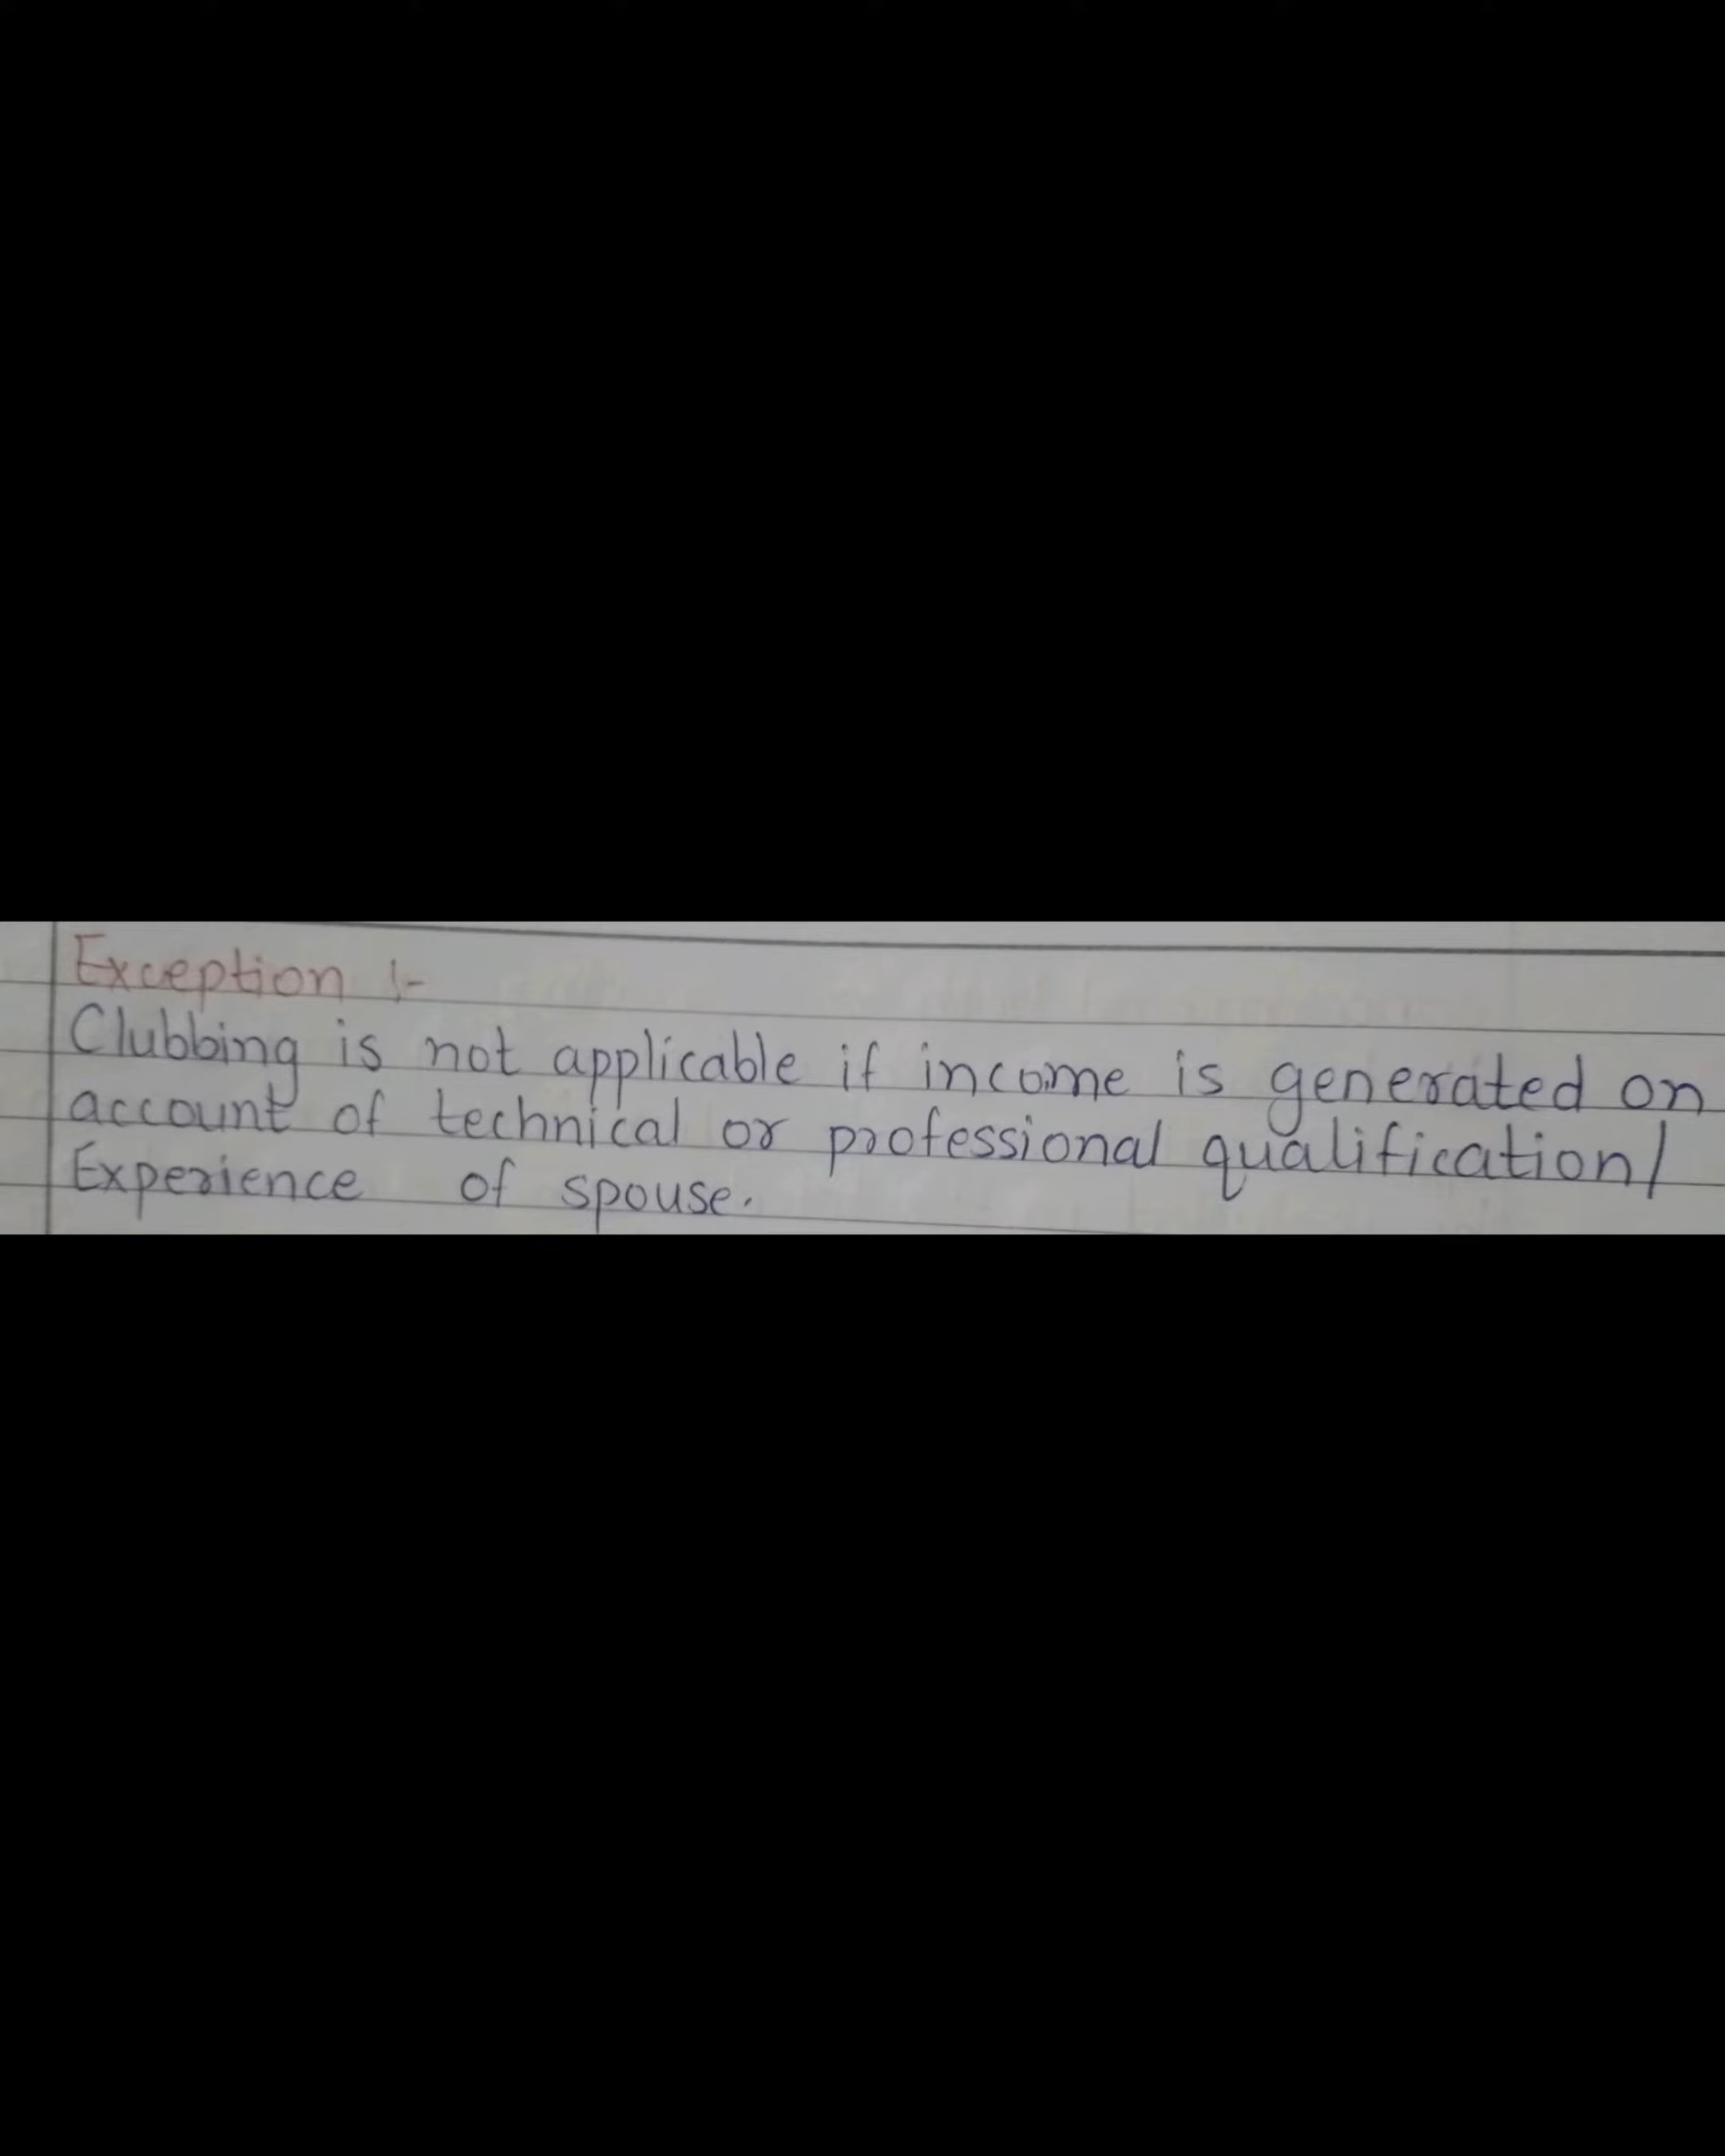 Exception :-
Clubbing is not applicable if income is generated on
account of technical or professional qualification/
Experience of spouse.